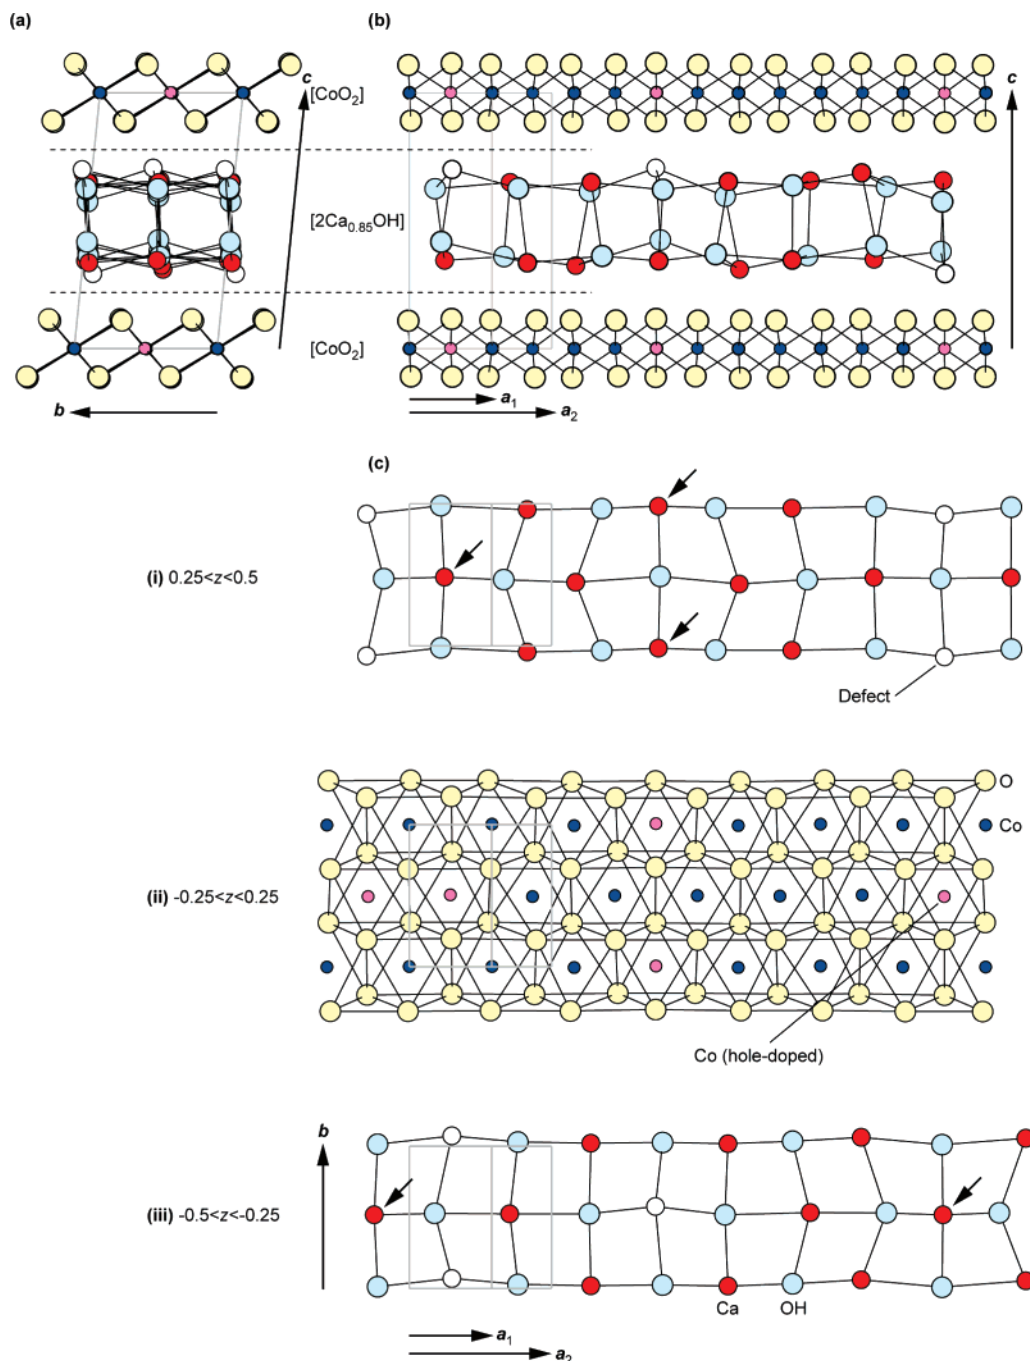 (a)
(b)
c
[CoO2]
c
[2Ca0.85OH]
[CoO2]
b
a1
a2
(c)
(i) 0.25<z<0.5
Defect
O
Co
(ii) -0.25<z<0.25
Co (hole-doped)
b
(iii) -0.5<z<-0.25
Ca
OH
a1
a2